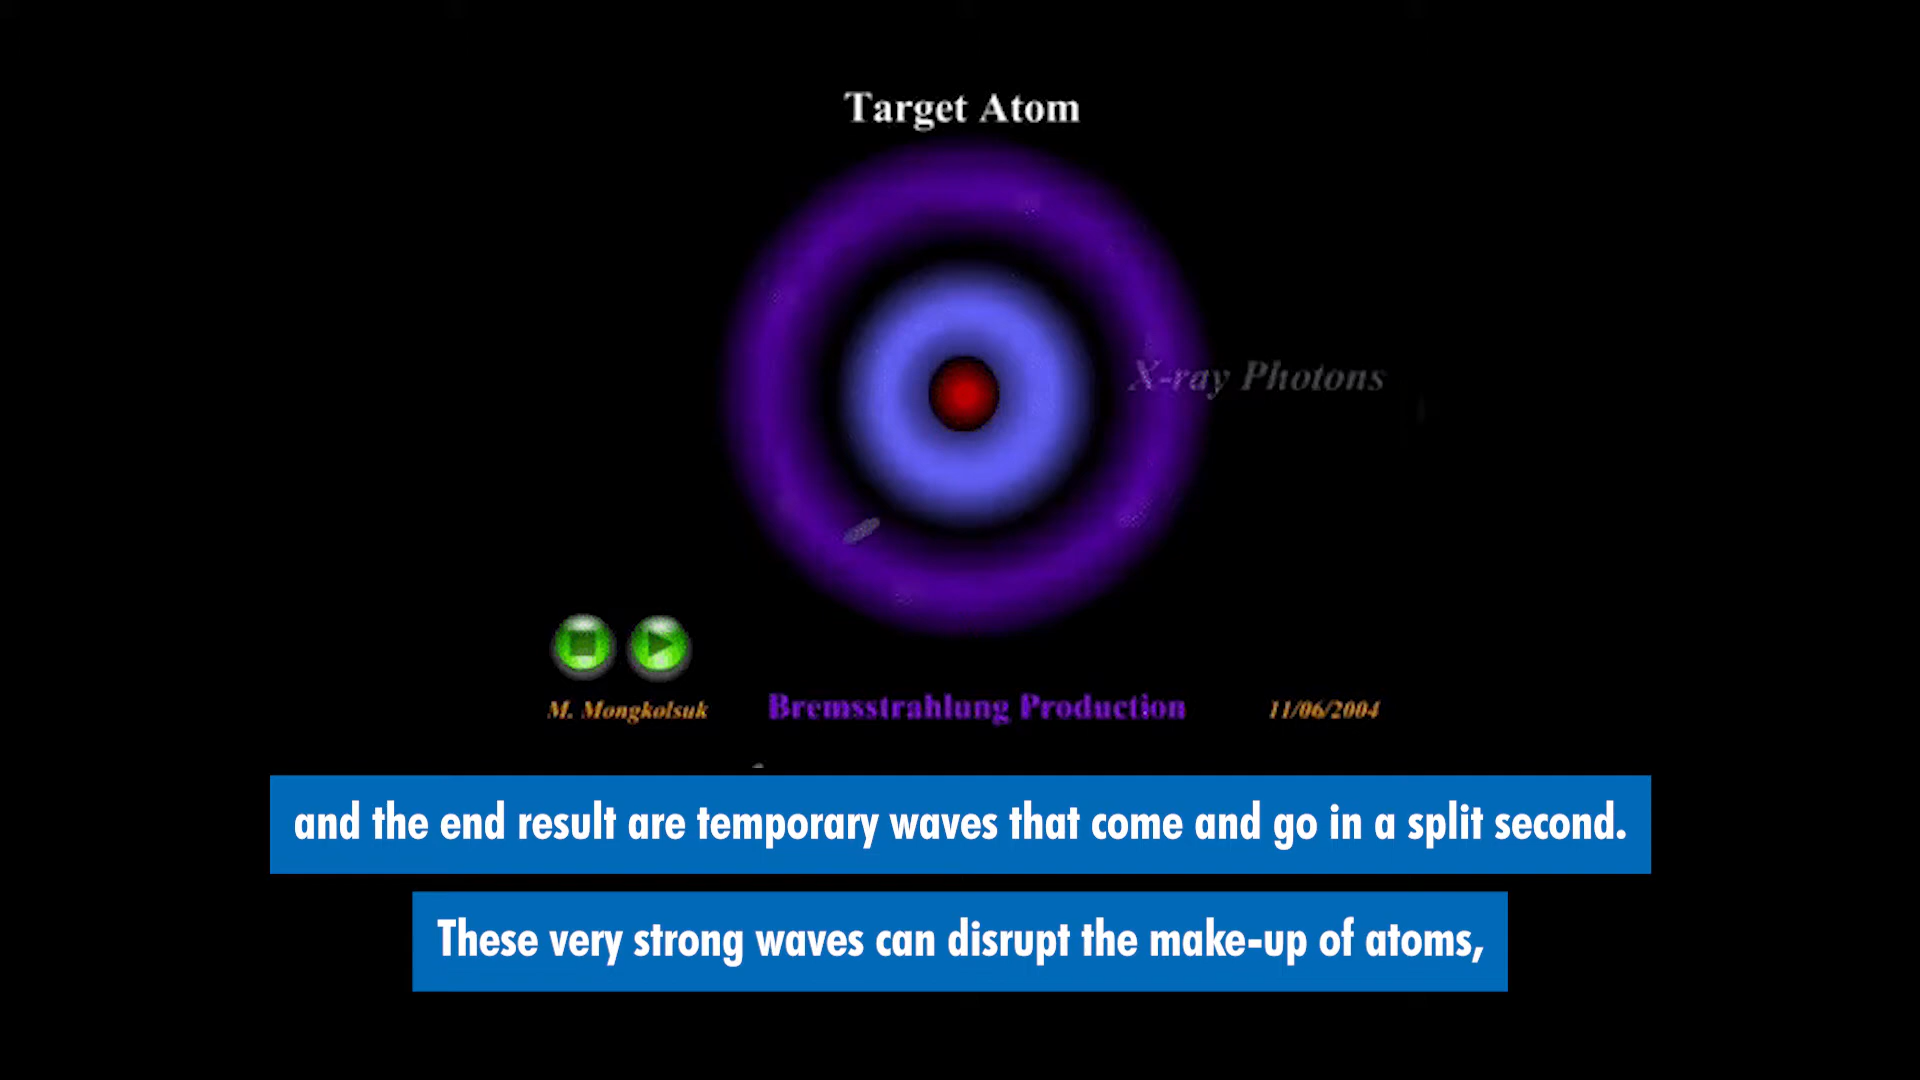 Target Atom
X-ray Photons
M. Mongkolsuk
Bremsstrahlung Production
11/06/2004
and the end result are temporary waves that come and go in a split second.
These very strong waves can disrupt the make-up of atoms,